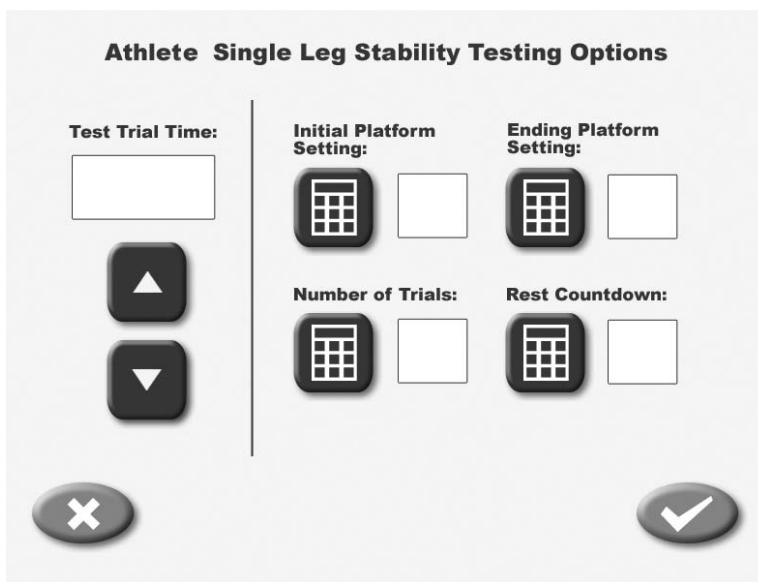 Athlete Single Leg Stability Testing Options
Test Trial Time:
Initial Platform
Setting:
Ending Platform
Setting:
Number of Trials:
Rest Countdown: